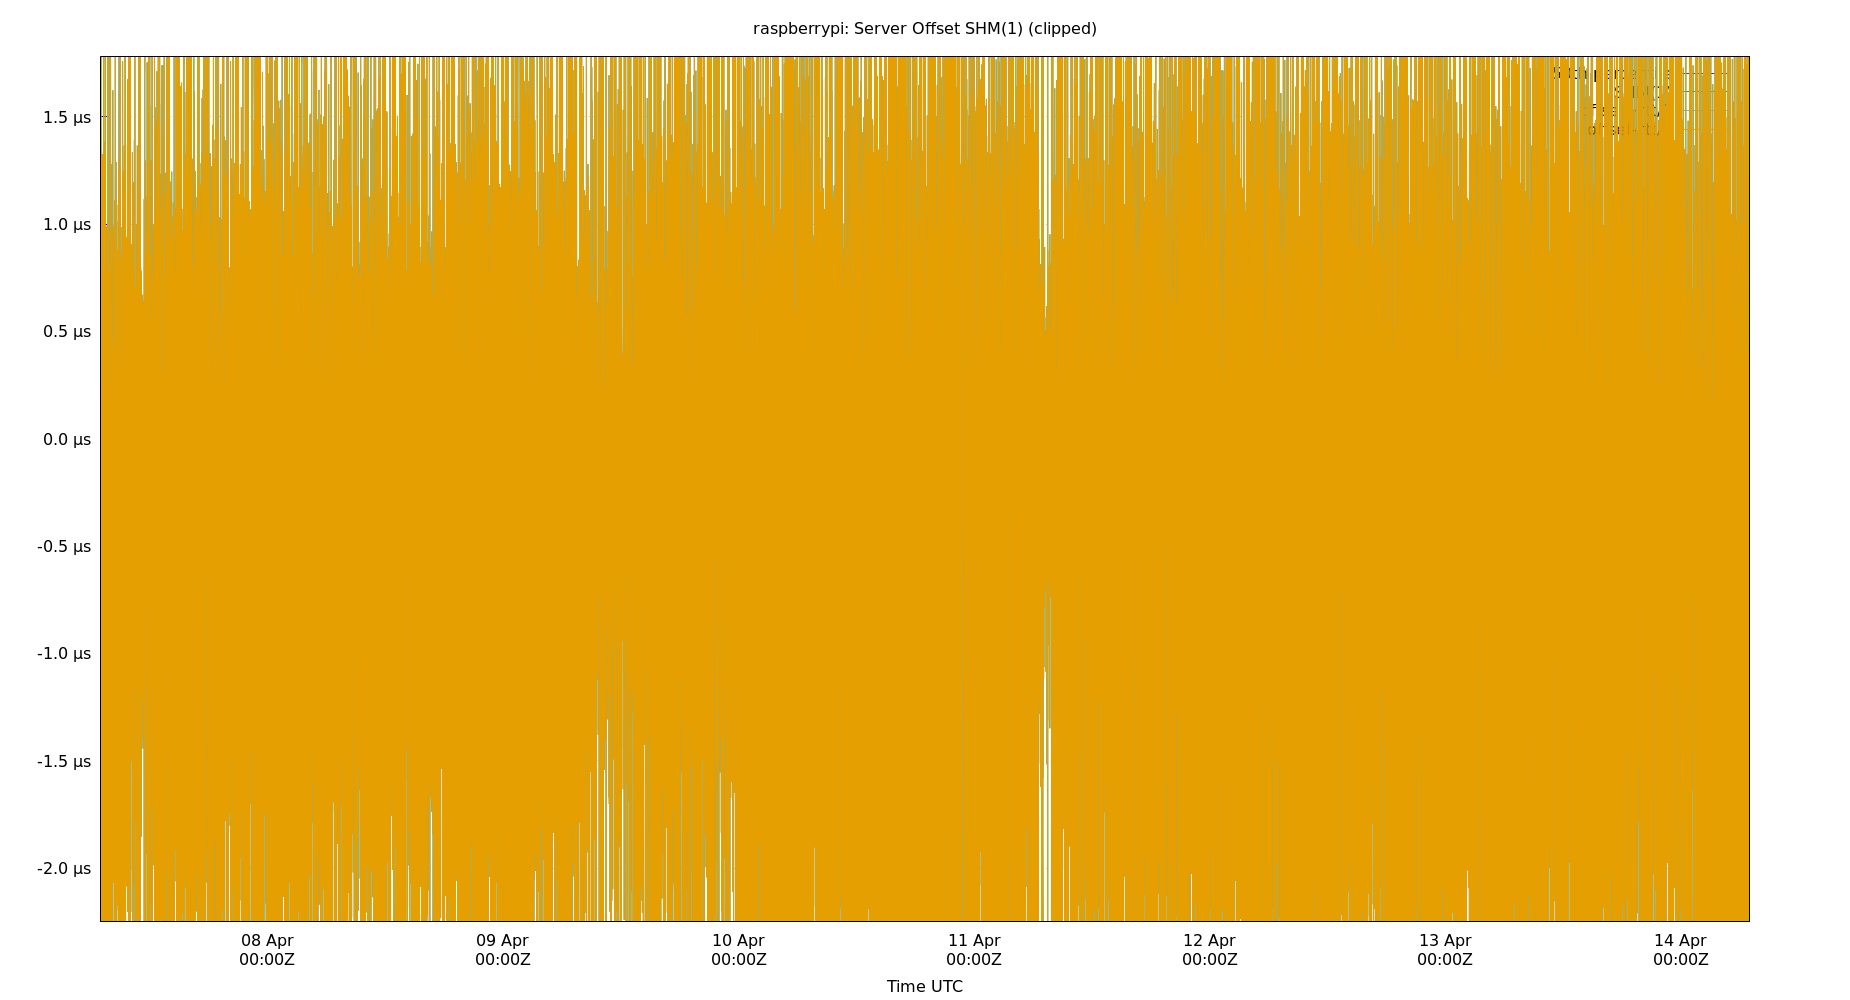 raspberrypi: Server Offset SHM(1) (clipped)
1.5 µs
1.0 µs
0.5 µs
0.0 µs
-0.5 µs
-1.0 µs
-1.5 µs
-2.0 µs
08 Apr 09 Apr 10 Apr 11 Apr 12 Apr 13 Apr 14 Apr
00:00Z 00:00Z 00:00Z 00:00Z 00:00Z 00:00Z 00:00Z
Time UTC